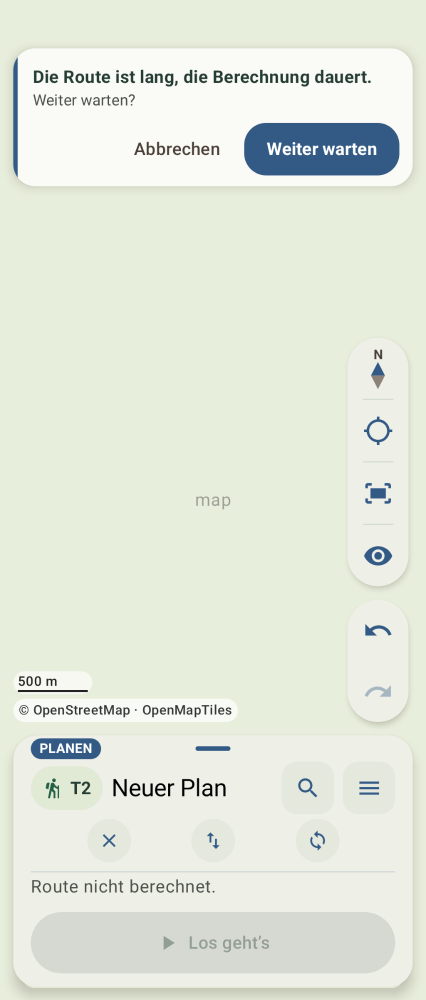 Die Route ist lang, die Berechnung dauert.
Weiter warten?
Abbrechen
Weiter warten
N
map
500 m
© OpenStreetMap · OpenMapTiles
PLANEN
T2
Neuer Plan
Route nicht berechnet.
Los geht’s